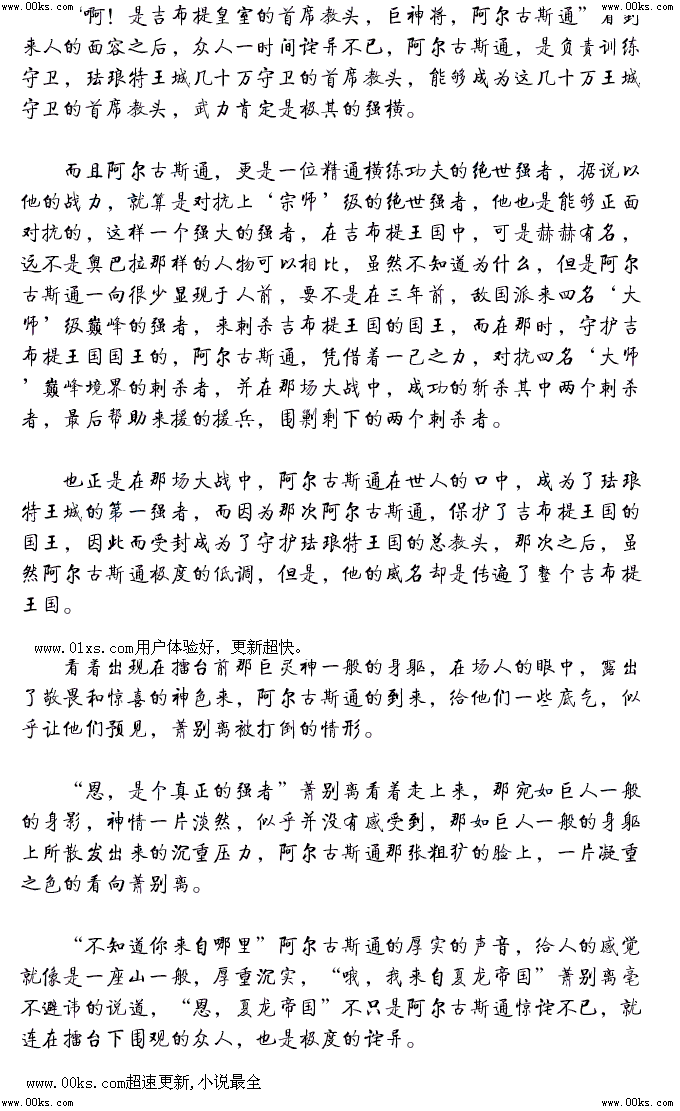 www.00ks.com www.00ks.com
“啊！是吉布提皇室的首席教头，巨神将，阿尔古斯通”看到
来人的面容之后，众人一时间诧异不已，阿尔古斯通，是负责训练
守卫，珐琅特王城几十万守卫的首席教头，能够成为这几十万王城
守卫的首席教头，武力肯定是极其的强横。
而且阿尔古斯通，更是一位精通横练功夫的绝世强者，据说以
他的战力，就算是对抗上‘宗师’级的绝世强者，他也是能够正面
对抗的，这样一个强大的强者，在吉布提王国中，可是赫赫有名，
远不是奥巴拉那样的人物可以相比，虽然不知道为什么，但是阿尔
古斯通一向很少显现于人前，要不是在三年前，敌国派来四名‘大
师’级巅峰的强者，来刺杀吉布提王国的国王，而在那时，守护吉
布提王国国王的，阿尔古斯通，凭借着一己之力，对抗四名‘大师
’巅峰境界的刺杀者，并在那场大战中，成功的斩杀其中两个刺杀
者，最后帮助来援的援兵，围剿剩下的两个刺杀者。
也正是在那场大战中，阿尔古斯通在世人的口中，成为了珐琅
特王城的第一强者，而因为那次阿尔古斯通，保护了吉布提王国的
国王，因此而受封成为了守护珐琅特王国的总教头，那次之后，虽
然阿尔古斯通极度的低调，但是，他的威名却是传遍了整个吉布提
王国。
www.01xs.com用户体验好，更新超快。
看着出现在擂台前那巨灵神一般的身躯，在场人的眼中，露出
了敬畏和惊喜的神色来，阿尔古斯通的到来，给他们一些底气，似
乎让他们预见，萧别离被打倒的情形。
“恩，是个真正的强者”萧别离看着走上来，那宛如巨人一般
的身影，神情一片淡然，似乎并没有感受到，那如巨人一般的身躯
上所散发出来的沉重压力，阿尔古斯通那张粗犷的脸上，一片凝重
之色的看向萧别离。
“不知道你来自哪里”阿尔古斯通的厚实的声音，给人的感觉
就像是一座山一般，厚重沉实，“哦，我来自夏龙帝国”萧别离毫
不避讳的说道，“恩，夏龙帝国”不只是阿尔古斯通惊诧不已，就
连在擂台下围观的众人，也是极度的诧异。
www.00ks.com超速更新,小说最全
www.00ks.com www.00ks.com